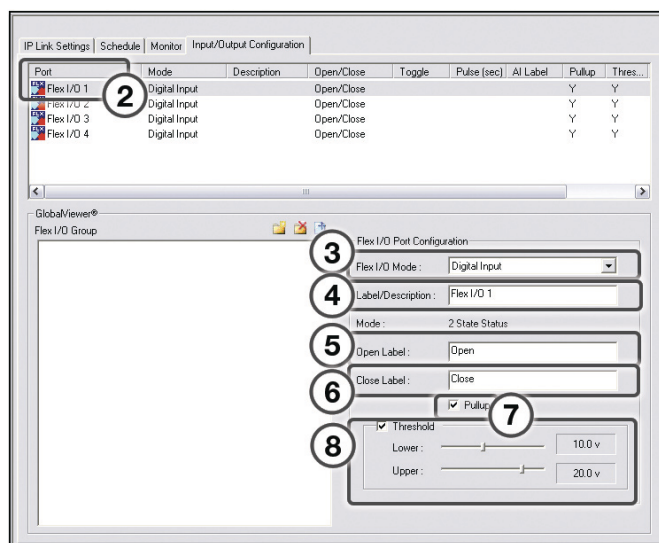 IP Link Settings Schedule Monitor Input/Output Configuration
Port Mode Description Open/Close Toggle Pulse (sec) AI Label Pullup Thres...
Flex I/O 1 Digital Input Open/Close Y Y
2
Flex I/O 2 Digital Input Open/Close Y Y
Flex I/O 3 Digital Input Open/Close Y Y
Flex I/O 4 Digital Input Open/Close Y Y
GlobalViewer®
Flex I/O Group
Flex I/O Port Configuration
3
Flex I/O Mode : Digital Input
4
Label/Description : Flex I/O 1
Mode : 2 State Status
5
Open Label : Open
6
Close Label : Close
Pullup
7
8
Threshold
Lower : 10.0 v
Upper : 20.0 v